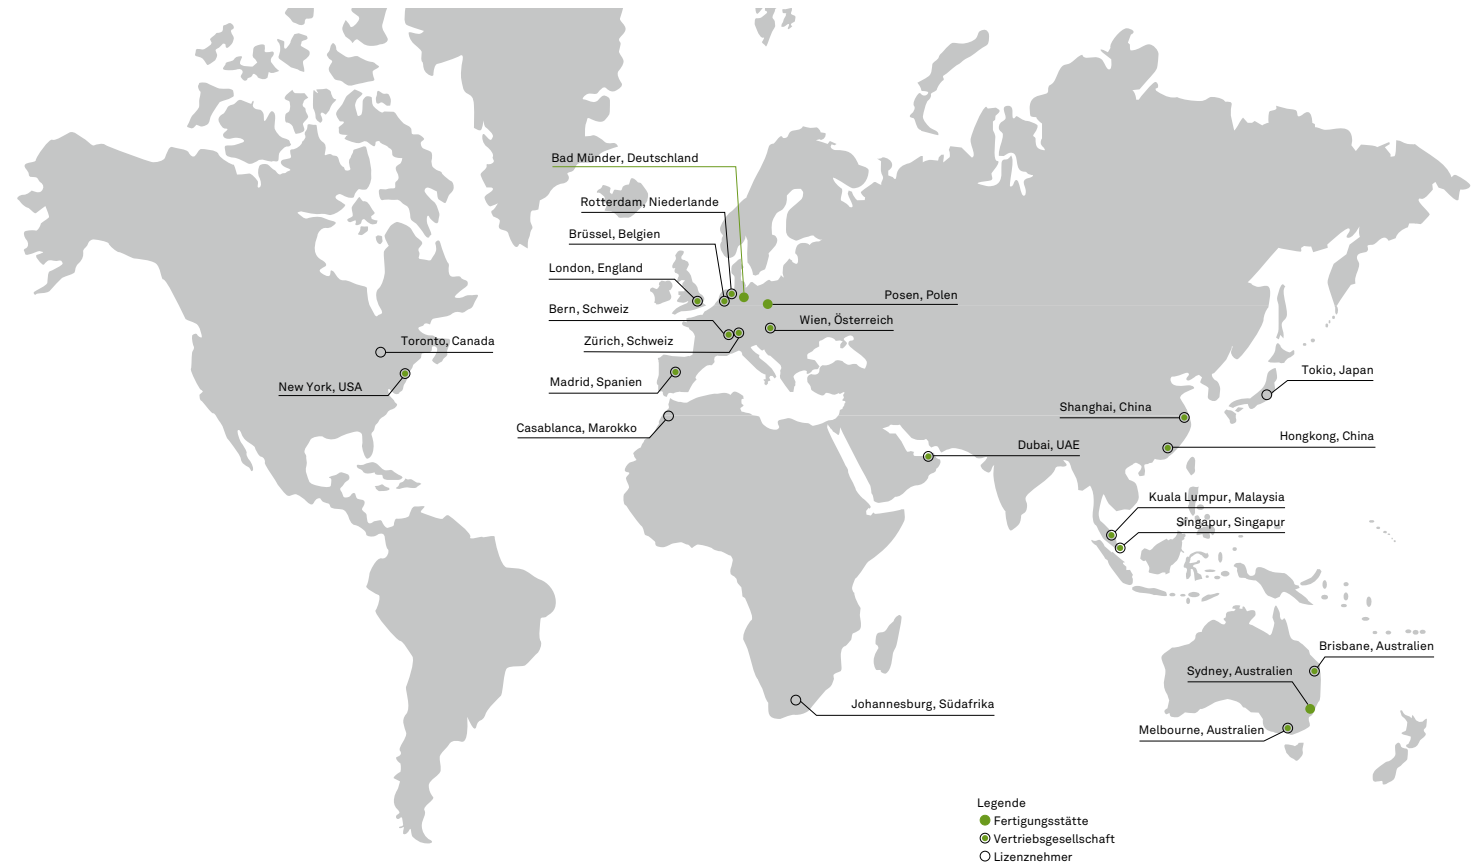 Bad Münder, Deutschland
Rotterdam, Niederlande
Brüssel, Belgien
London, England
Posen, Polen
Bern, Schweiz
Wien, Österreich
Toronto, Canada
Zürich, Schweiz
Tokio, Japan
New York, USA
Madrid, Spanien
Shanghai, China
Casablanca, Marokko
Hongkong, China
Dubai, UAE
Kuala Lumpur, Malaysia
Singapur, Singapur
Brisbane, Australien
Sydney, Australien
Johannesburg, Südafrika
Melbourne, Australien
Legende
Fertigungsstätte
Vertriebsgesellschaft
Lizenznehmer